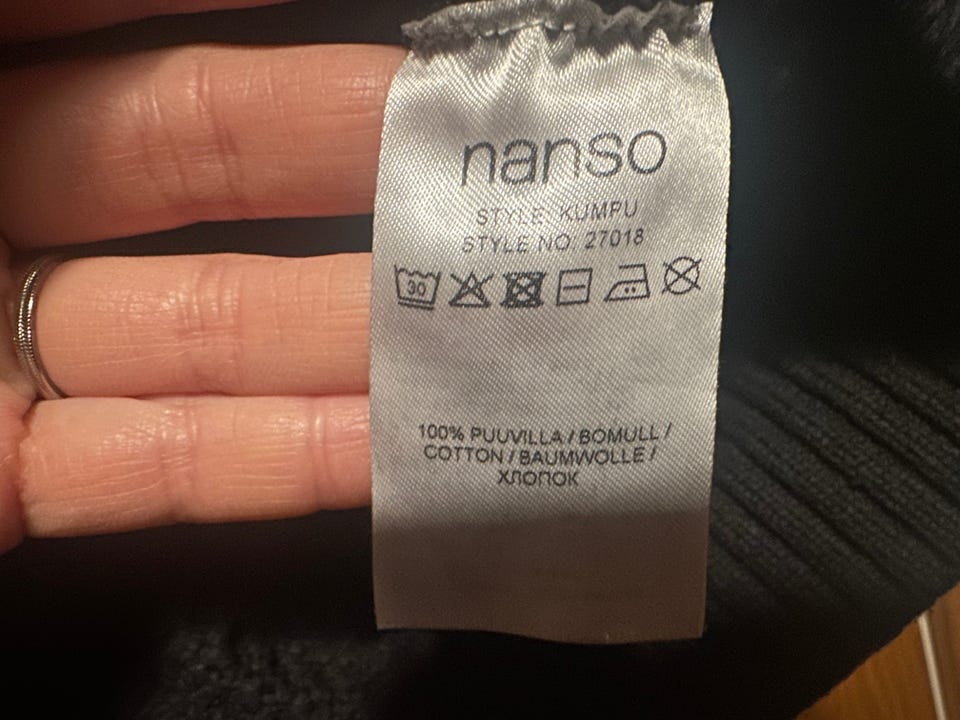 nanso
STYLE: KUMPU
STYLE NO. 27018
30
100% PUUVILLA / BOMULL /
COTTON / BAUMWOLLE /
ХЛОПОК